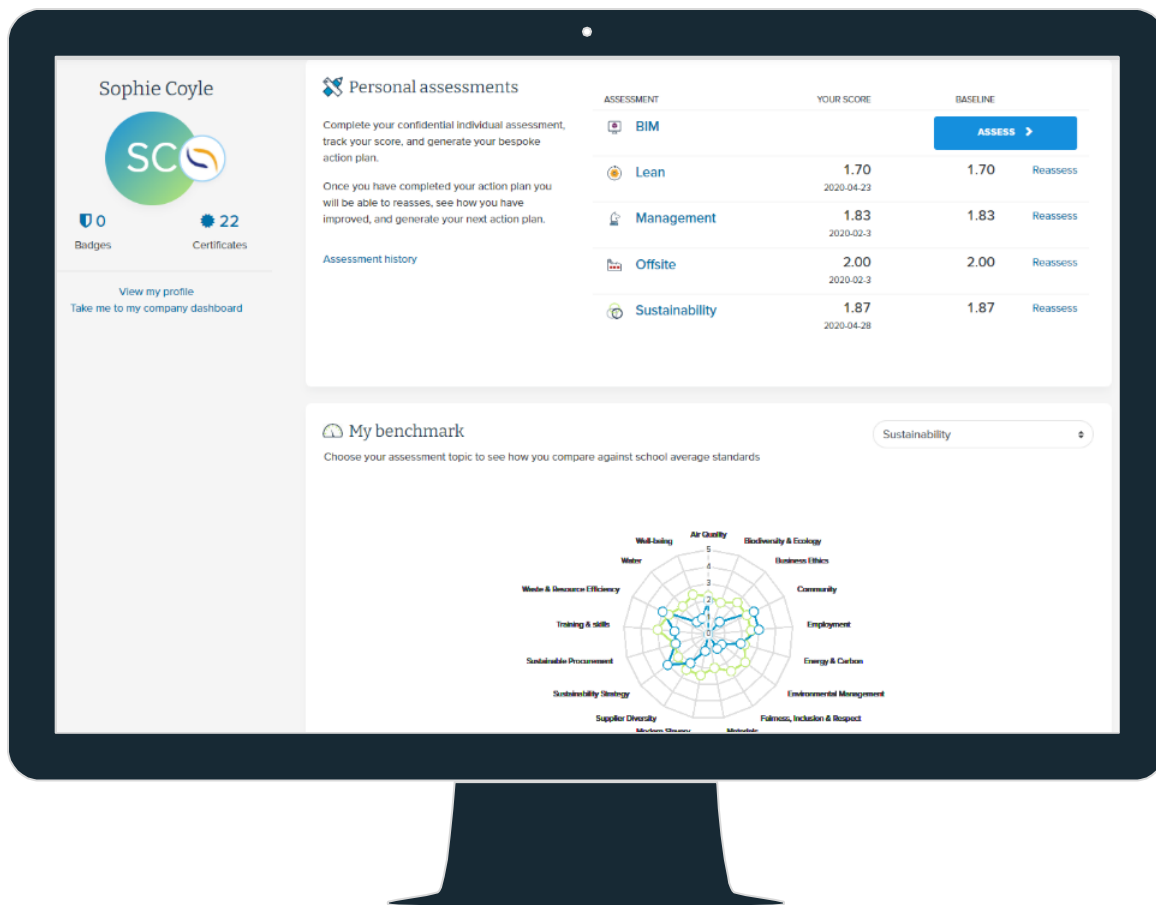 Sophie Coyle
SC
0
22
Badges
Certificates
View my profile
Take me to my company dashboard
Personal assessments
Complete your confidential individual assessment,
track your score, and generate your bespoke
action plan.
Once you have completed your action plan you
will be able to reasses, see how you have
improved, and generate your next action plan.
Assessment history
ASSESSMENT YOUR SCORE BASELINE
BIM ASSESS
Lean 1.70 1.70 Reassess
2020-04-23
Management 1.83 1.83 Reassess
2020-02-3
Offsite 2.00 2.00 Reassess
2020-02-3
Sustainability 1.87 1.87 Reassess
2020-04-28
My benchmark
Sustainability
Choose your assessment topic to see how you compare against school average standards
Air Quality
Biodiversity & Ecology
Business Ethics
Community
Employment
Energy & Carbon
Environmental Management
Fairness, Inclusion & Respect
Materials
Modern Slavery
Supplier Diversity
Sustainability Strategy
Sustainable Procurement
Training & skills
Waste & Resource Efficiency
Water
Well-being
5
4
3
2
1
0